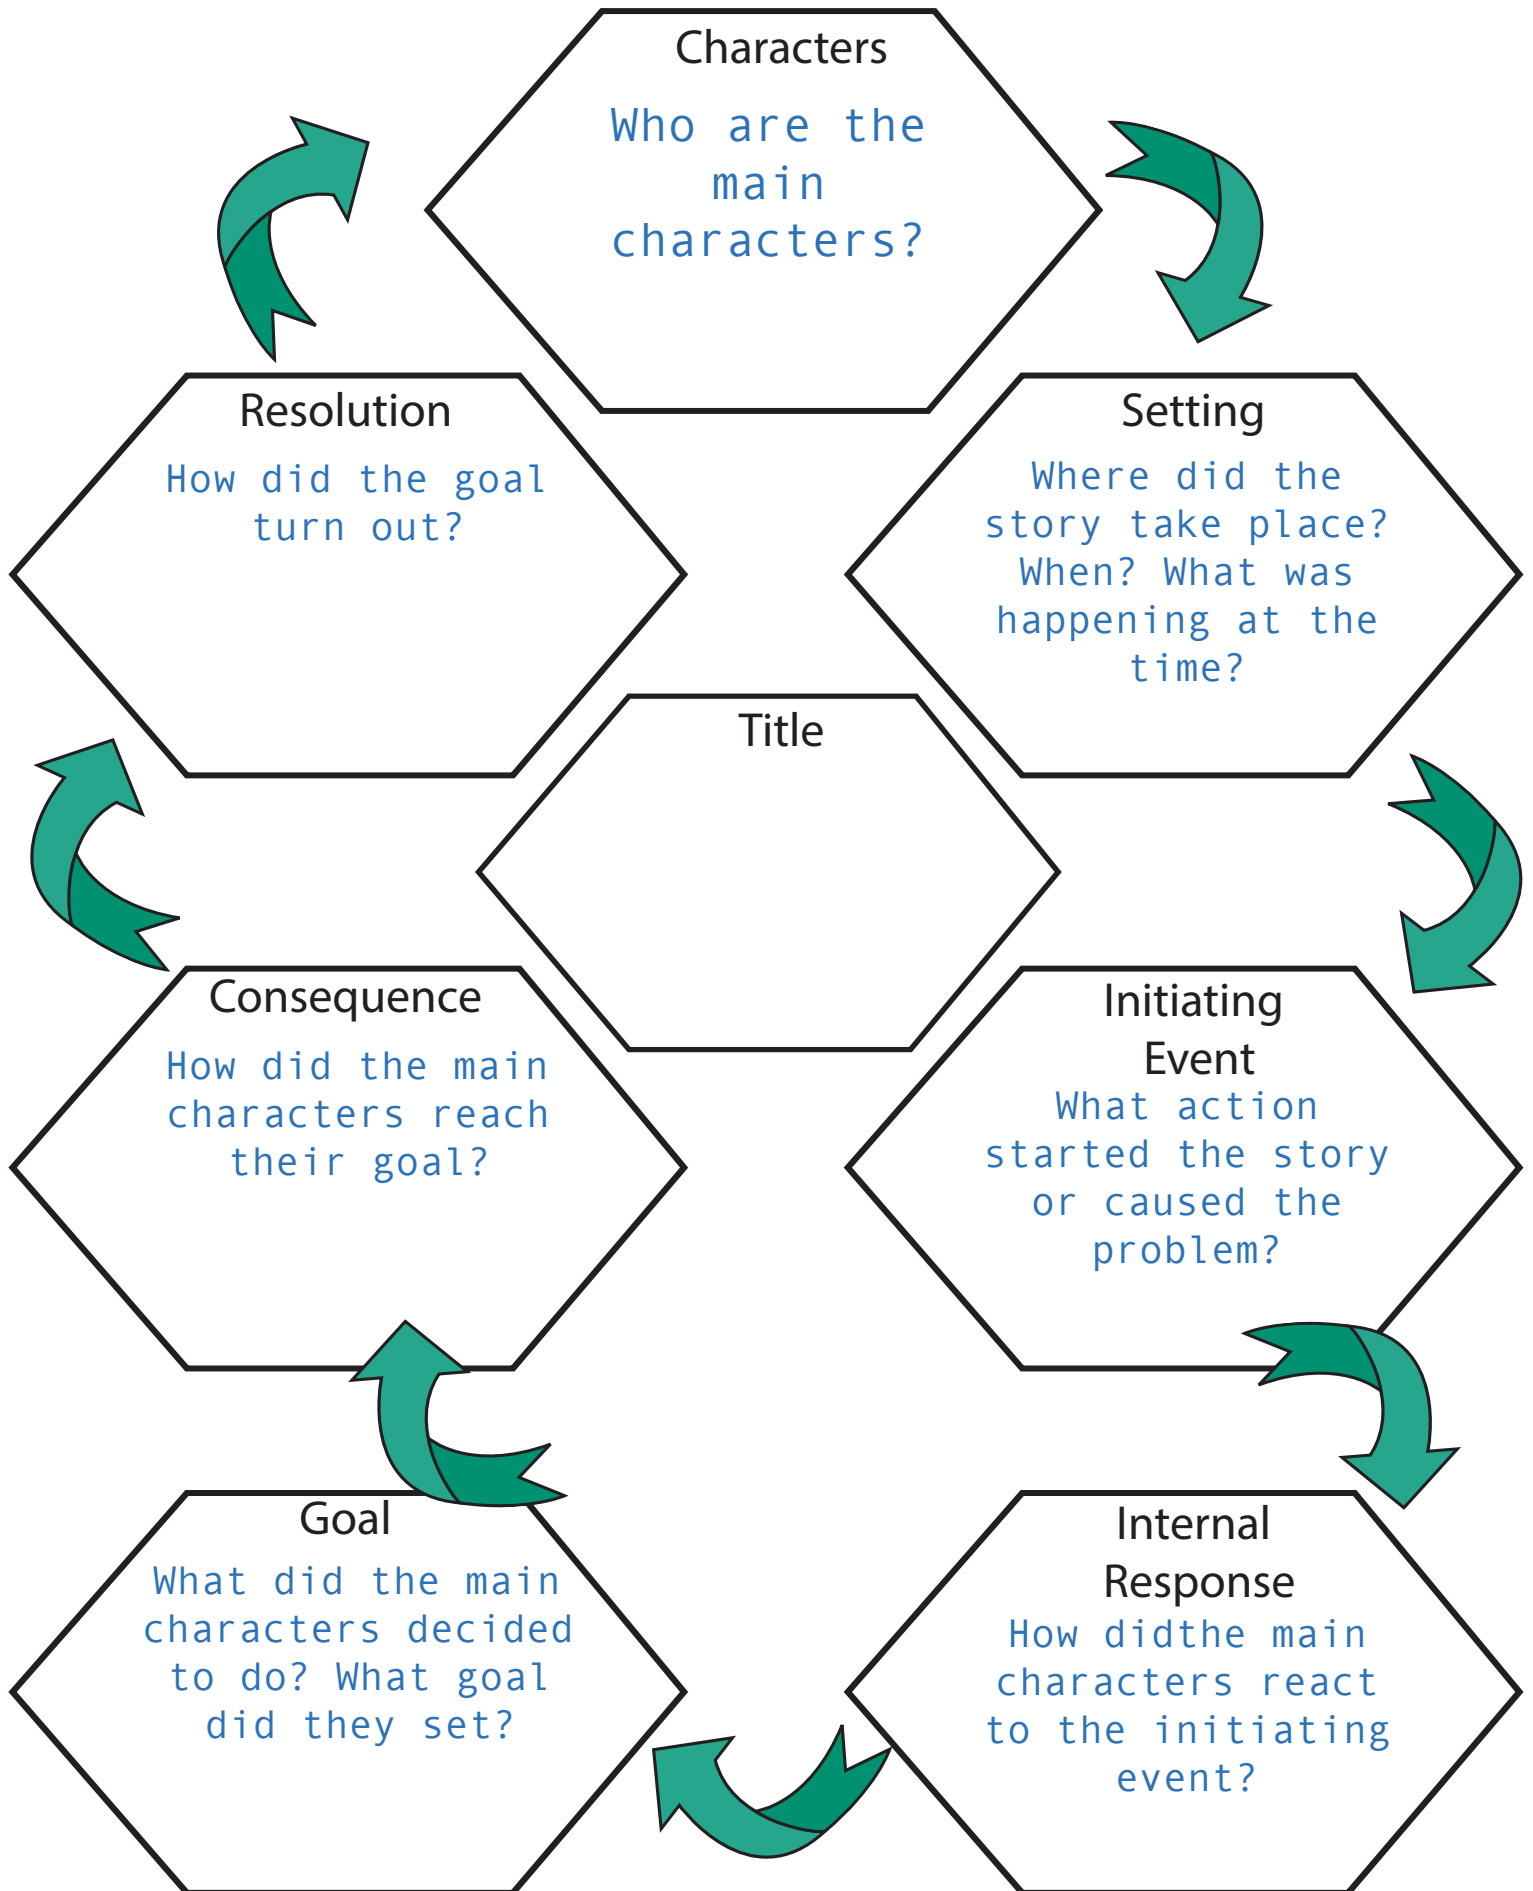 Characters
Who are the
main
characters?
Resolution
How did the goal
turn out?
Setting
Where did the
story take place?
When? What was
happening at the
time?
Title
Consequence
How did the main
characters reach
their goal?
Initiating
Event
What action
started the story
or caused the
problem?
Goal
What did the main
characters decided
to do? What goal
did they set?
Internal
Response
How didthe main
characters react
to the initiating
event?